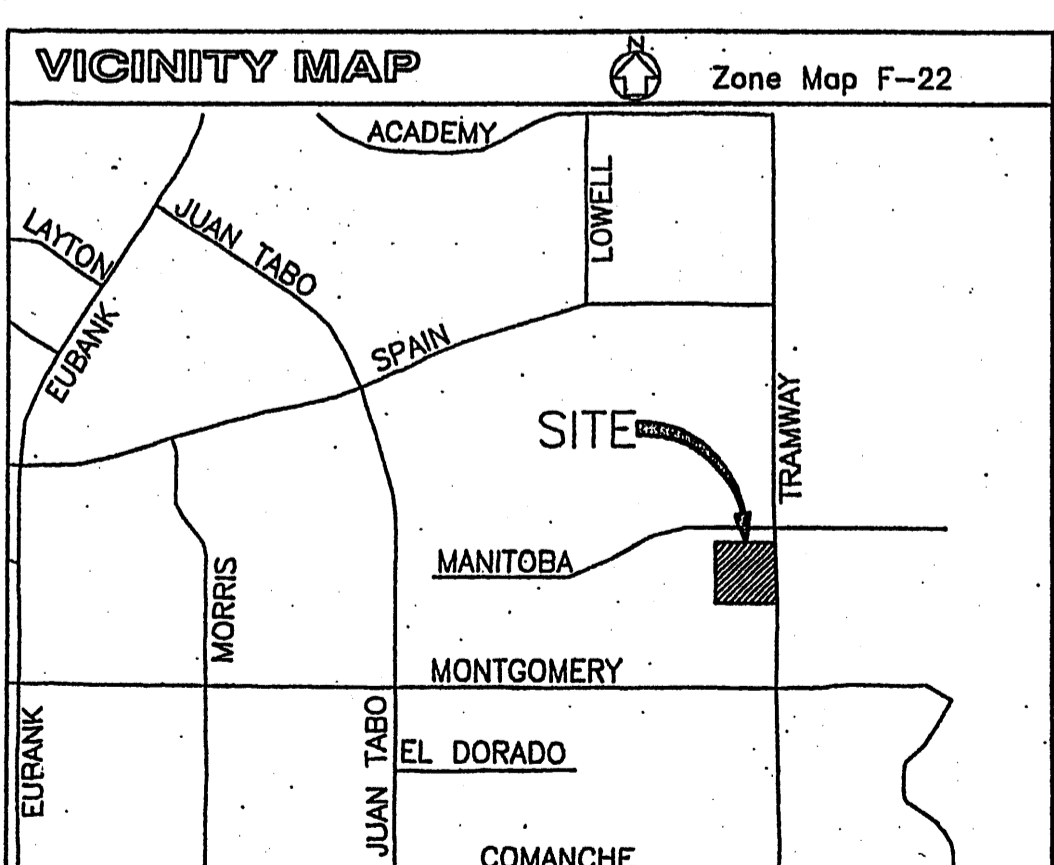 VICINITY MAP
N
Zone Map F-22
ACADEMY
LOWELL
JUAN TABO
LAYTON
EUBANK
SPAIN
SITE
TRAMWAY
MANITOBA
MORRIS
MONTGOMERY
EUBANK
JUAN TABO
EL DORADO
COMANCHE